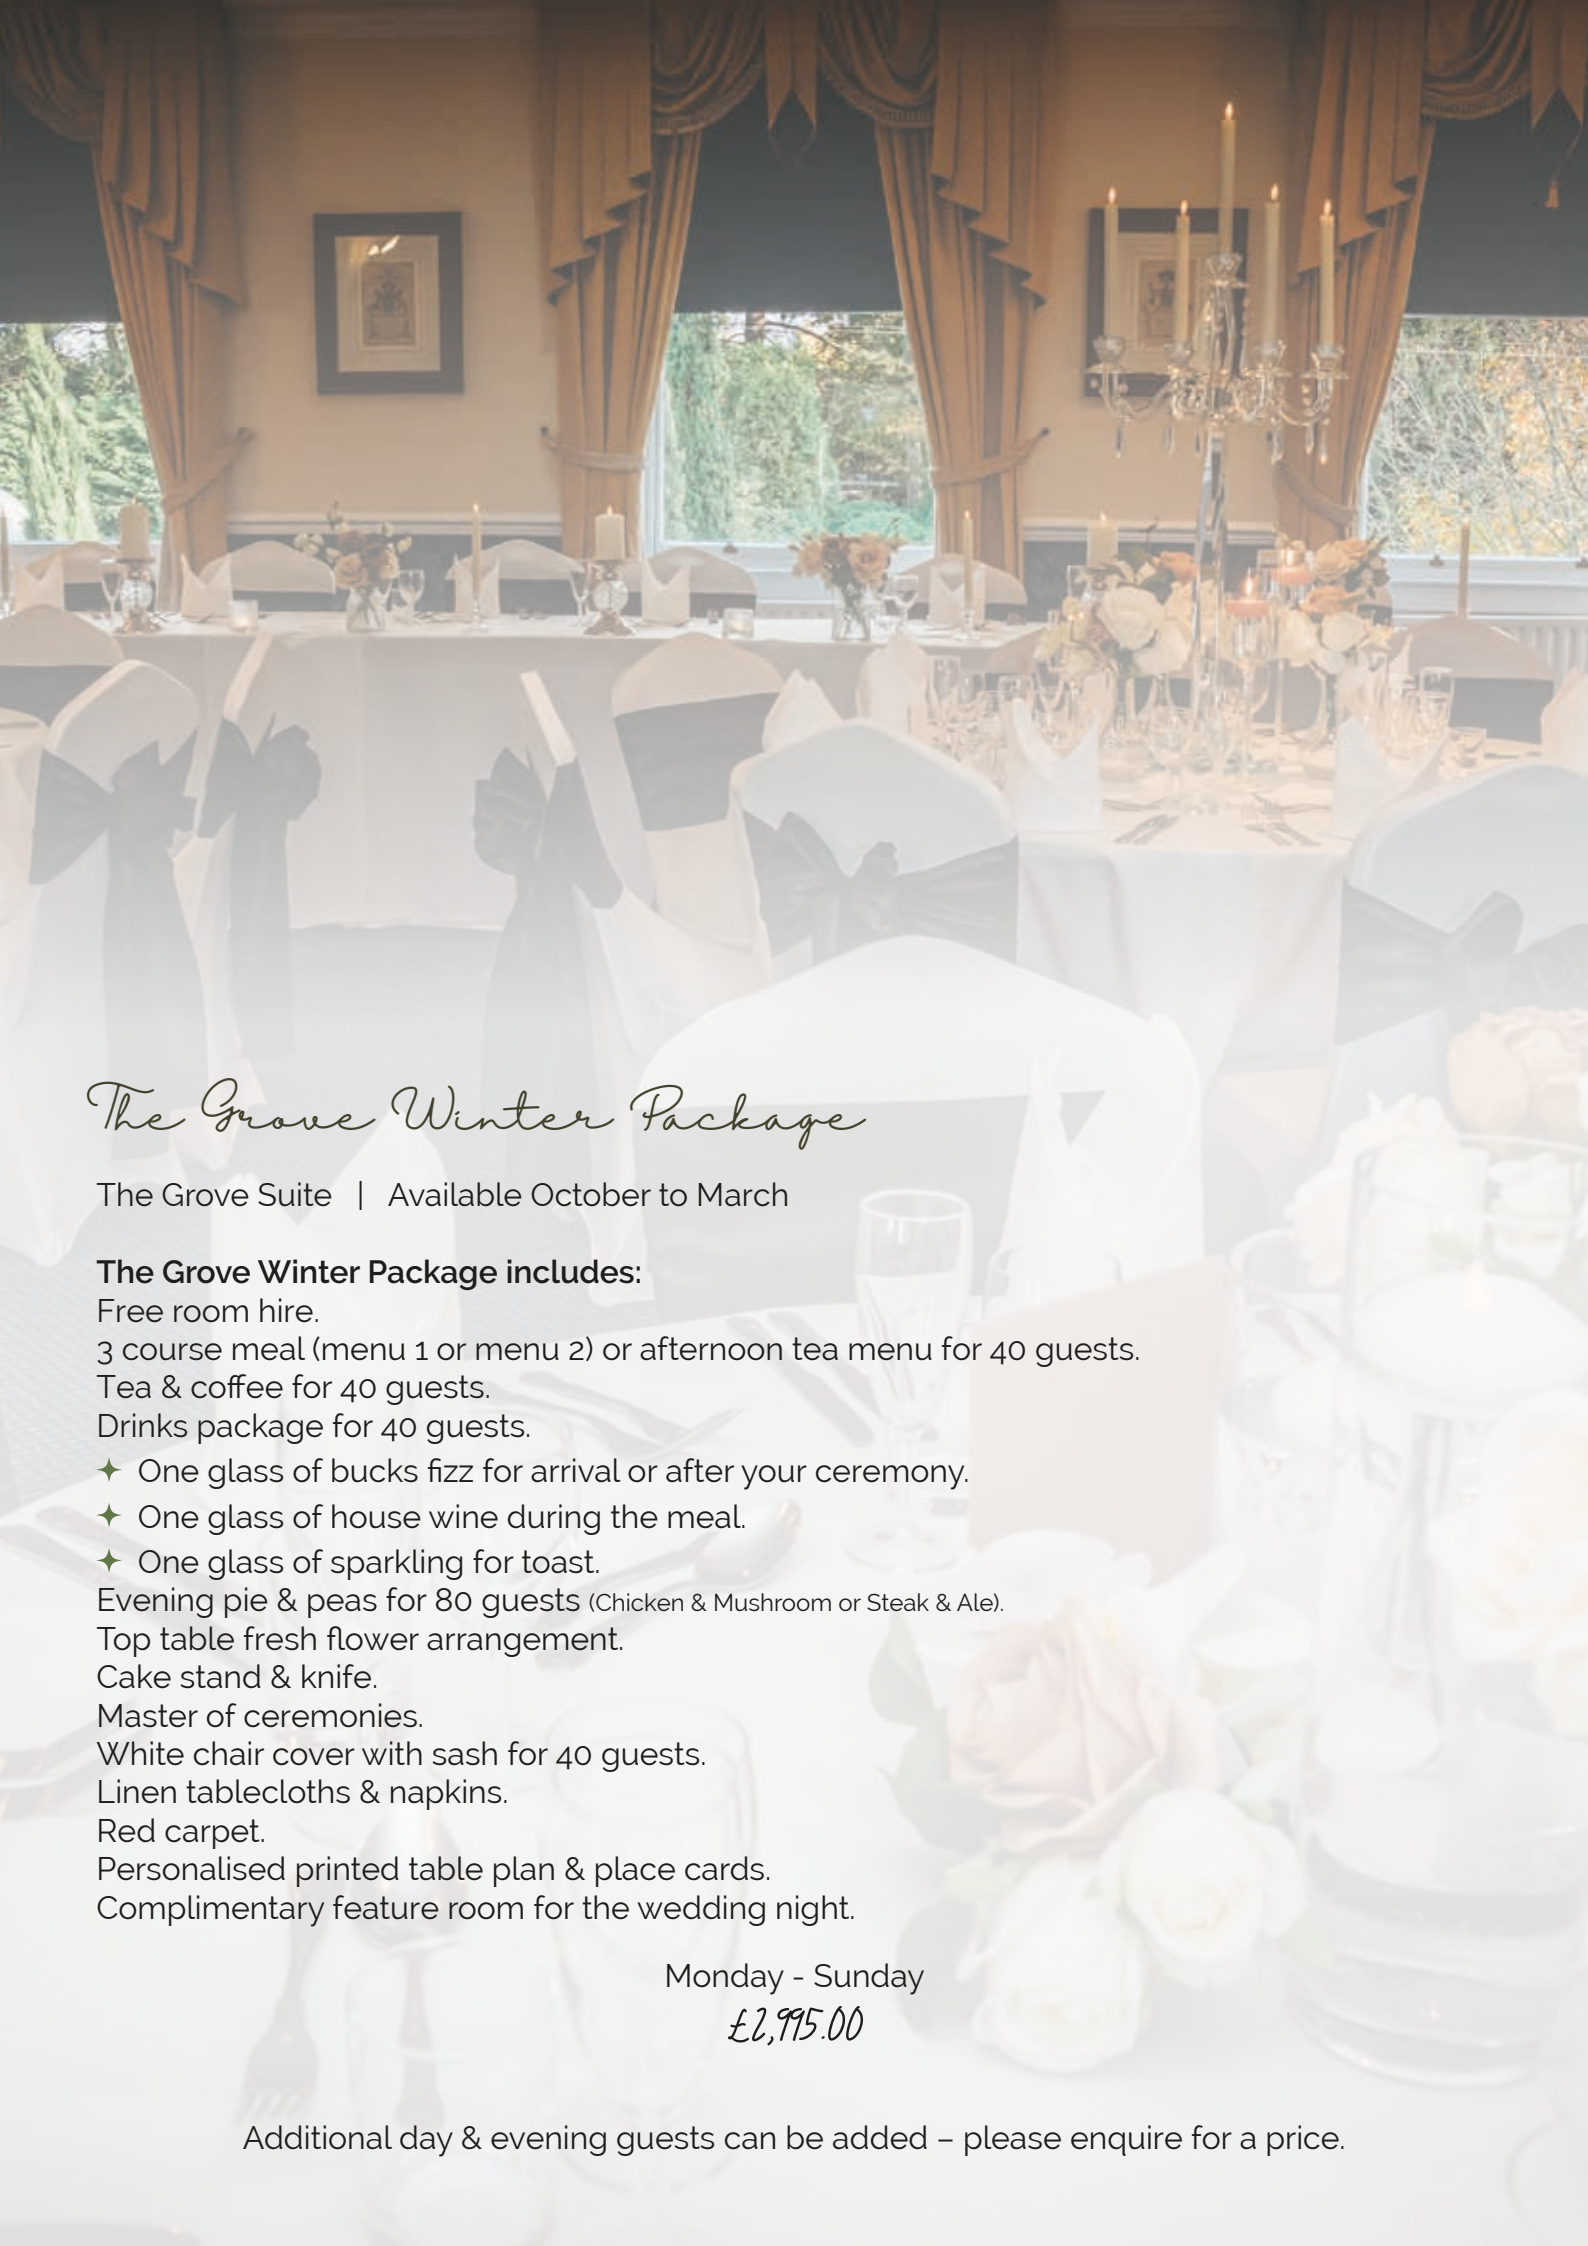 The Grove Winter Package
The Grove Suite | Available October to March
The Grove Winter Package includes:
Free room hire.
3 course meal (menu 1 or menu 2) or afternoon tea menu for 40 guests.
Tea & coffee for 40 guests.
Drinks package for 40 guests.
✦ One glass of bucks fizz for arrival or after your ceremony.
✦ One glass of house wine during the meal.
✦ One glass of sparkling for toast.
Evening pie & peas for 80 guests (Chicken & Mushroom or Steak & Ale).
Top table fresh flower arrangement.
Cake stand & knife.
Master of ceremonies.
White chair cover with sash for 40 guests.
Linen tablecloths & napkins.
Red carpet.
Personalised printed table plan & place cards.
Complimentary feature room for the wedding night.
Monday - Sunday
£2,995.00
Additional day & evening guests can be added – please enquire for a price.